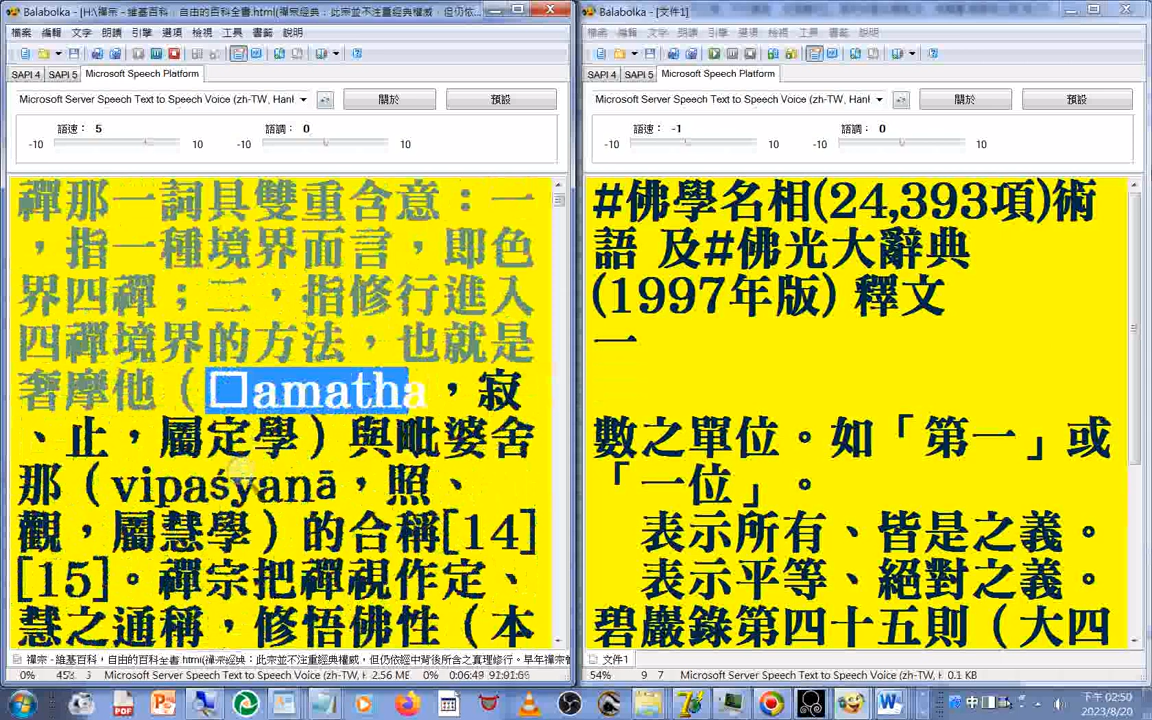 Balabolka - [H:\禪宗 - 維基百科，自由的百科全書.html(禪宗經典：此宗並不注重經典權威，但仍依...
檔案 編輯 文字 朗讀 引擎 選項 檢視 工具 書籤 說明
SAPI 4 SAPI 5 Microsoft Speech Platform
Microsoft Server Speech Text to Speech Voice (zh-TW, Hanl
關於 預設
語速： 5 語調： 0
-10 10 -10 10
禪那一詞具雙重含意：一
，指一種境界而言，即色
界四禪；二，指修行進入
四禪境界的方法，也就是
奢摩他（□amatha，寂
、止，屬定學）與毗婆舍
那（vipaśyanā，照、
觀，屬慧學）的合稱[14]
[15]。禪宗把禪視作定、
慧之通稱，修悟佛性（本
禪宗 - 維基百科，自由的百科全書.html(禪宗經典：此宗並不注重經典權威，但仍依經中背後所含之真理修行。早年禪宗
0% Microsoft Server Speech Text to Speech Voice (zh-TW, Hanl 2.56 ME 0% 0:06:49
Balabolka - [文件1]
檔案 編輯 文字 朗讀 引擎 選項 檢視 工具 書籤 說明
SAPI 4 SAPI 5 Microsoft Speech Platform
Microsoft Server Speech Text to Speech Voice (zh-TW, Hanl
關於 預設
語速： -1 語調： 0
-10 10 -10 10
#佛學名相(24,393項)術
語 及#佛光大辭典
(1997年版) 釋文
一
數之單位。如「第一」或
「一位」。
表示所有、皆是之義。
表示平等、絕對之義。
碧巖錄第四十五則（大四
文件1
54% 9 7 Microsoft Server Speech Text to Speech Voice (zh-TW, Hanl 0.1 KB
中
下午 02:50
2023/8/20